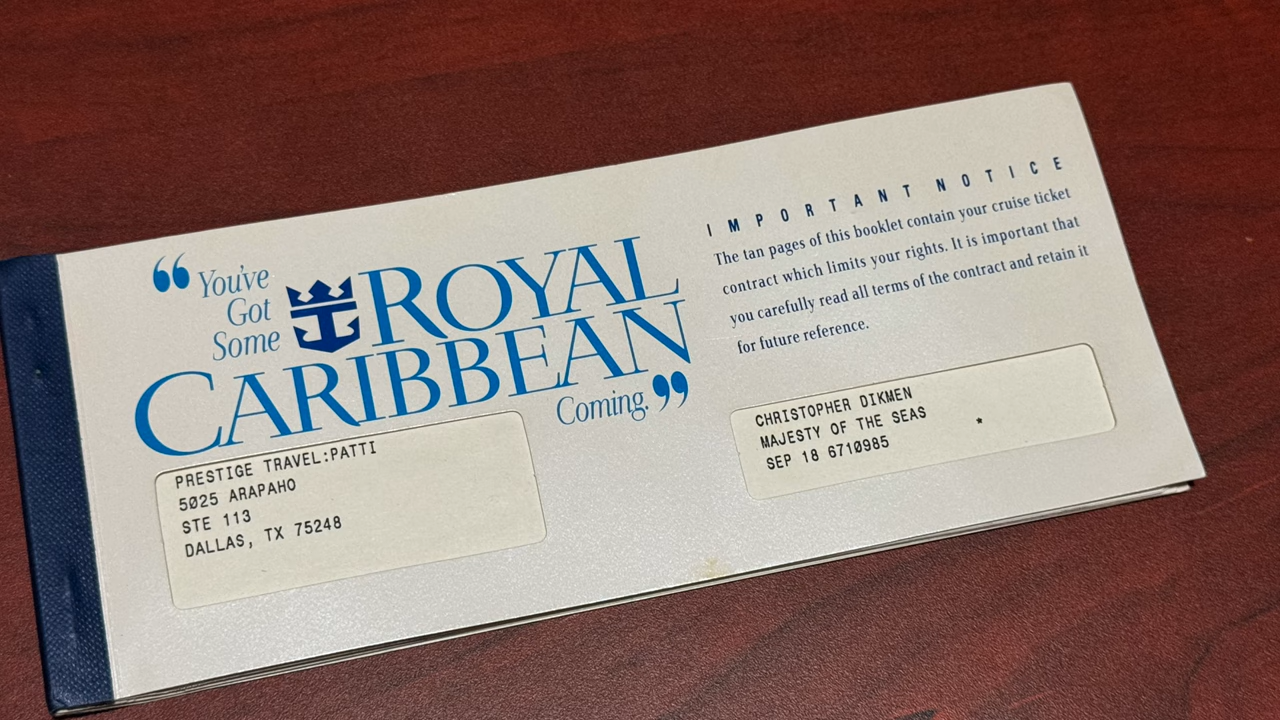 “You've
Got
Some
ROYAL
CARIBBEAN
Coming.”
IMPORTANT NOTICE
The tan pages of this booklet contain your cruise ticket
contract which limits your rights. It is important that
you carefully read all terms of the contract and retain it
for future reference.
PRESTIGE TRAVEL:PATTI
5025 ARAPAHO
STE 113
DALLAS, TX 75248
CHRISTOPHER DIKMEN
MAJESTY OF THE SEAS *
SEP 18 6710985